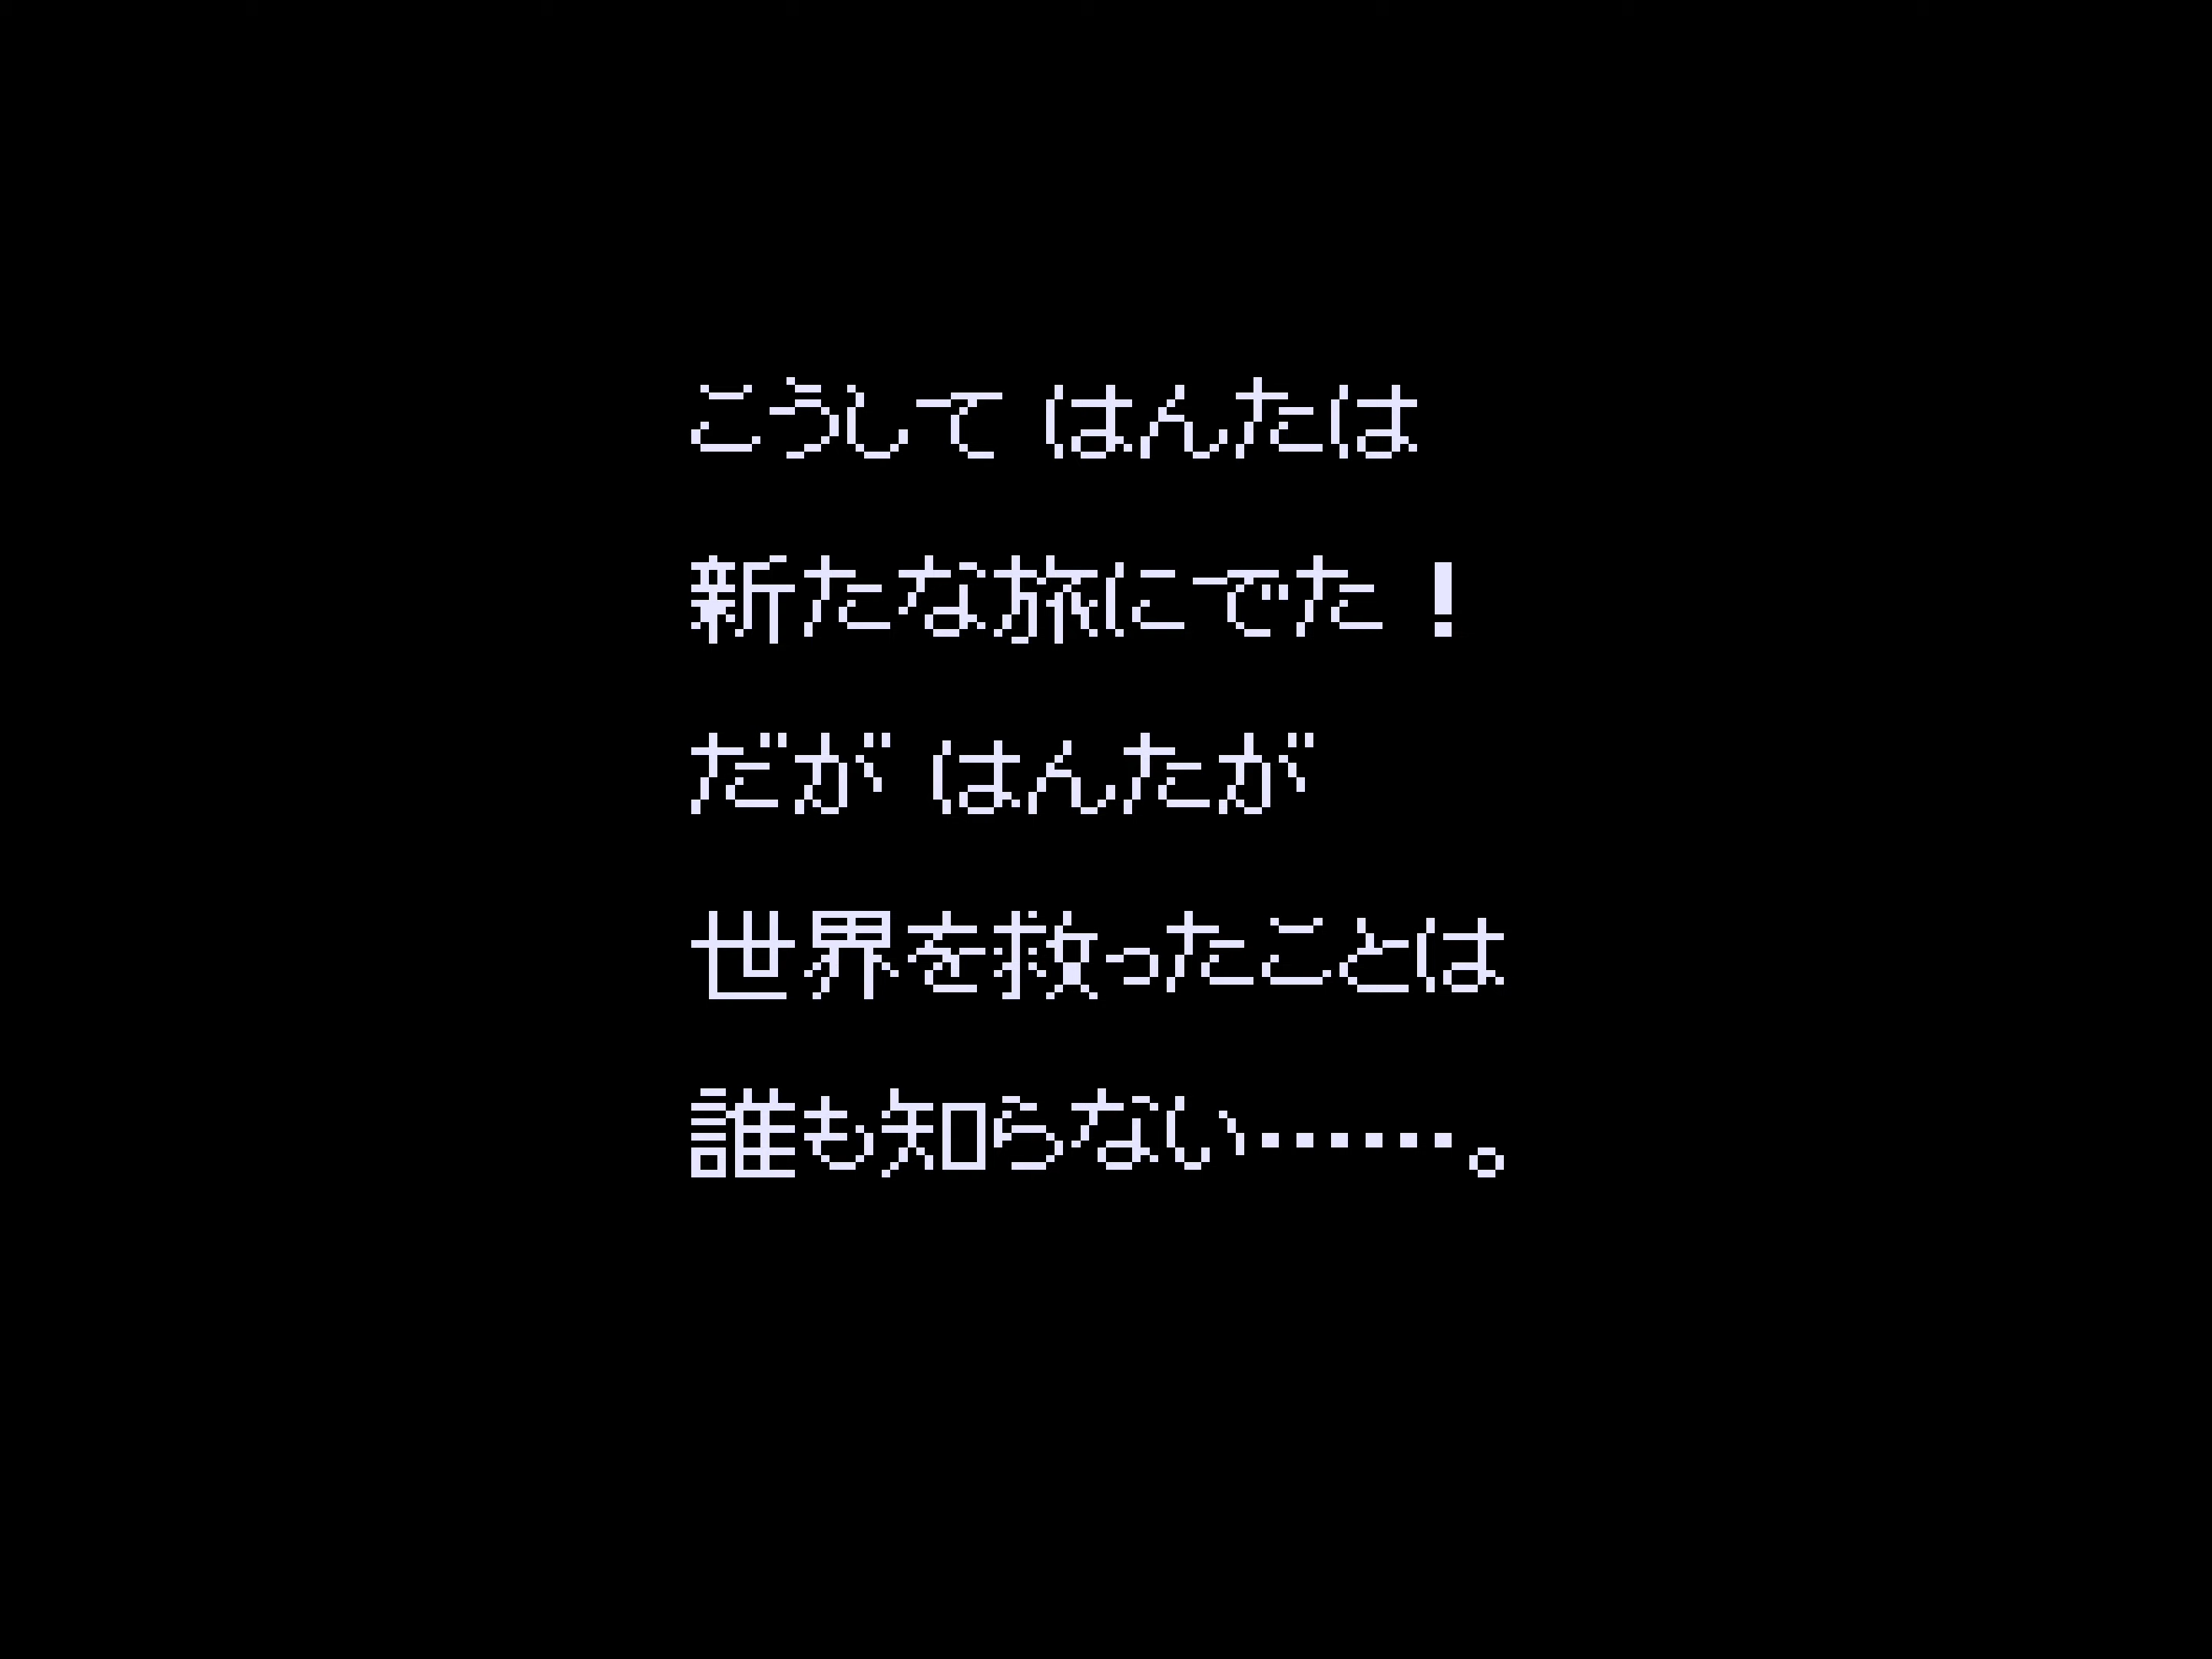 こうして はんたは
新たな旅にでた！
だが はんたが
世界を救ったことは
誰も知らない……。